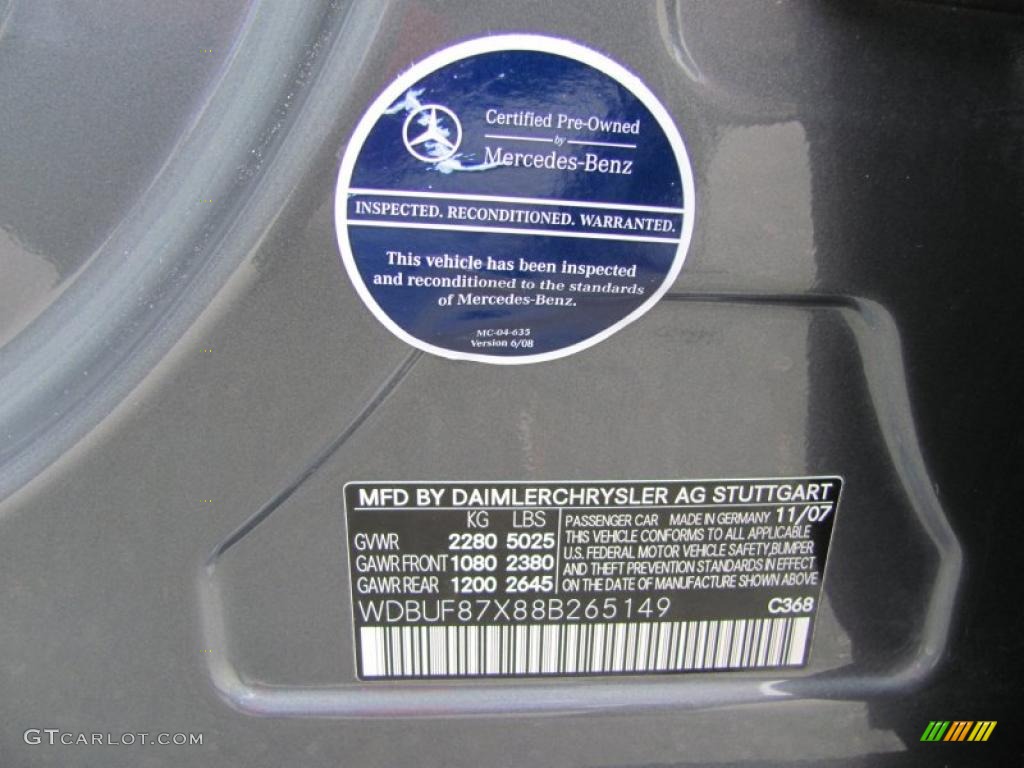 Certified Pre-Owned
by
Mercedes-Benz
INSPECTED. RECONDITIONED. WARRANTED.
This vehicle has been inspected
and reconditioned to the standards
of Mercedes-Benz.
MC-04-635
Version 6/08
MFD BY DAIMLERCHRYSLER AG STUTTGART
KG LBS
GVWR 2280 5025
GAWR FRONT 1080 2380
GAWR REAR 1200 2645
PASSENGER CAR MADE IN GERMANY 11/07
THIS VEHICLE CONFORMS TO ALL APPLICABLE
U.S. FEDERAL MOTOR VEHICLE SAFETY, BUMPER
AND THEFT PREVENTION STANDARDS IN EFFECT
ON THE DATE OF MANUFACTURE SHOWN ABOVE
WDBUF87X88B265149 C368
GTCARLOT.COM